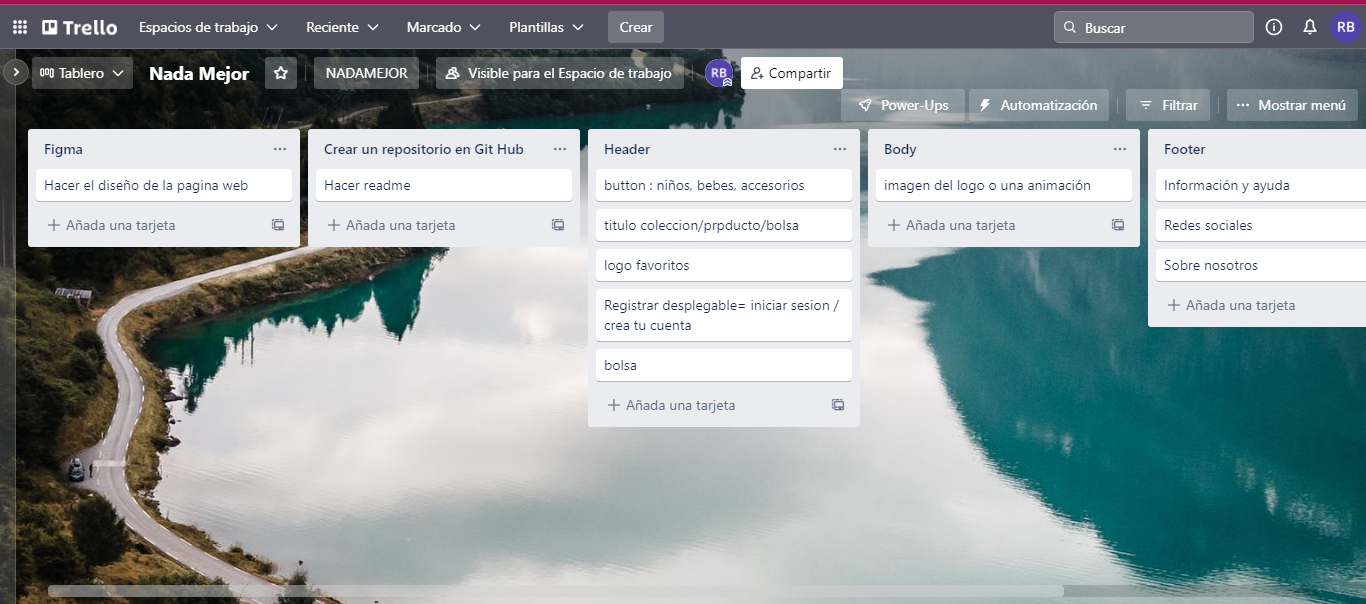 Trello Espacios de trabajo Reciente Marcado Plantillas Crear Buscar RB
Tablero Nada Mejor NADAMEJOR Visible para el Espacio de trabajo RB Compartir
Power-Ups Automatización Filtrar Mostrar menú
Figma
Hacer el diseño de la pagina web
Añada una tarjeta
Crear un repositorio en Git Hub
Hacer readme
Añada una tarjeta
Header
button : niños, bebes, accesorios
titulo coleccion/prpducto/bolsa
logo favoritos
Registrar desplegable= iniciar sesion /
crea tu cuenta
bolsa
Añada una tarjeta
Body
imagen del logo o una animación
Añada una tarjeta
Footer
Información y ayuda
Redes sociales
Sobre nosotros
Añada una tarjeta